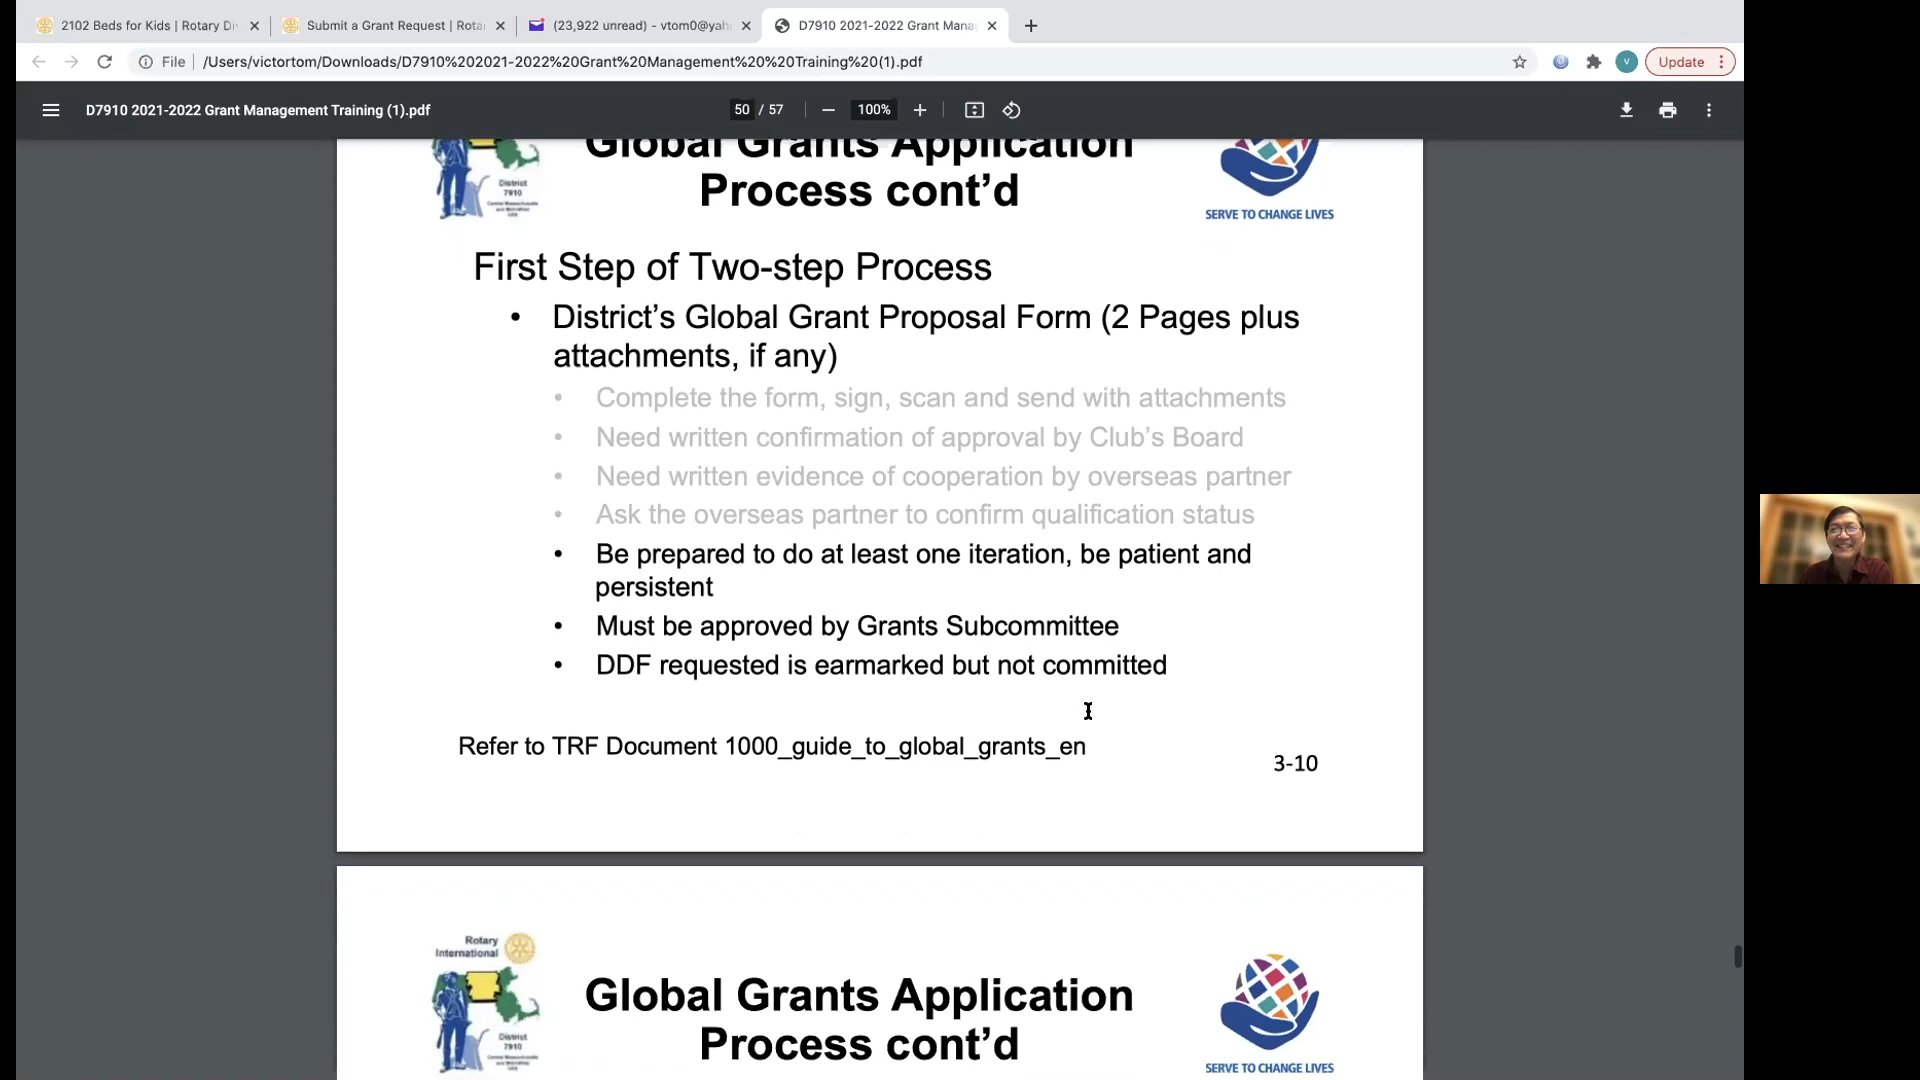 2102 Beds for Kids | Rotary Di
Submit a Grant Request | Rota
(23,922 unread) - vtom0@yah
D7910 2021-2022 Grant Mana
File
/Users/victortom/Downloads/D7910%202021-2022%20Grant%20Management%20%20Training%20(1).pdf
V
Update
D7910 2021-2022 Grant Management Training (1).pdf
50 / 57
100%
Global Grants Application
Process cont’d
District
7910
SERVE TO CHANGE LIVES
First Step of Two-step Process
• District’s Global Grant Proposal Form (2 Pages plus
attachments, if any)
• Complete the form, sign, scan and send with attachments
• Need written confirmation of approval by Club’s Board
• Need written evidence of cooperation by overseas partner
• Ask the overseas partner to confirm qualification status
• Be prepared to do at least one iteration, be patient and
persistent
• Must be approved by Grants Subcommittee
• DDF requested is earmarked but not committed
Refer to TRF Document 1000_guide_to_global_grants_en
3-10
Rotary
International
District
7910
Global Grants Application
Process cont’d
SERVE TO CHANGE LIVES